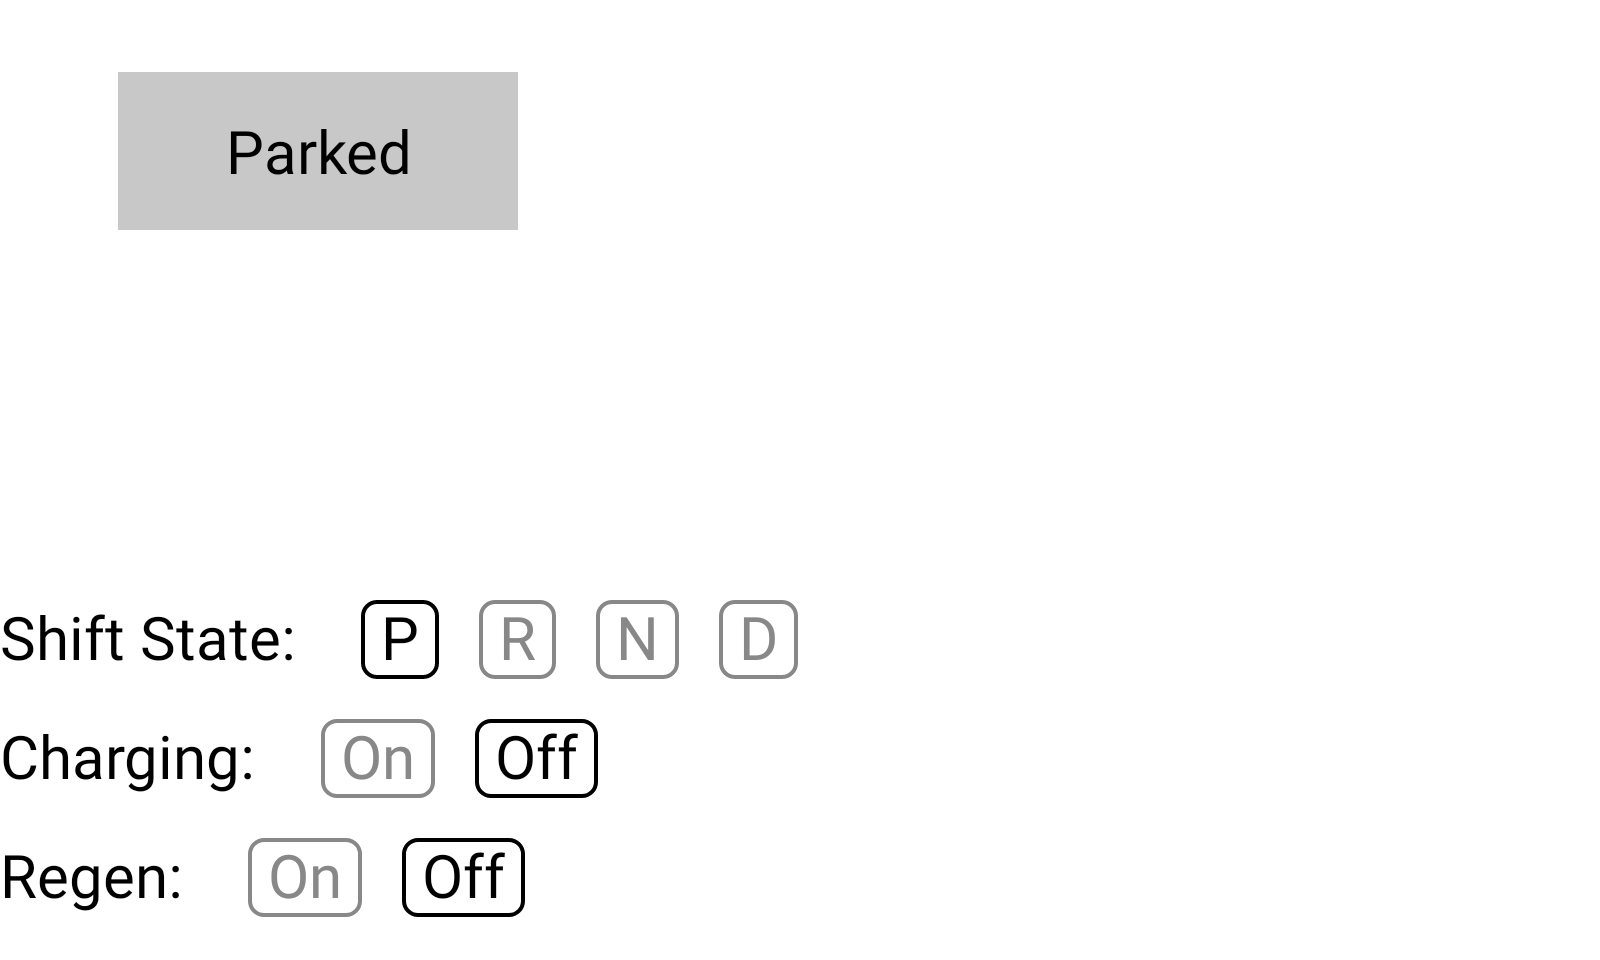 Parked
Shift State: P R N D
Charging: On Off
Regen: On Off